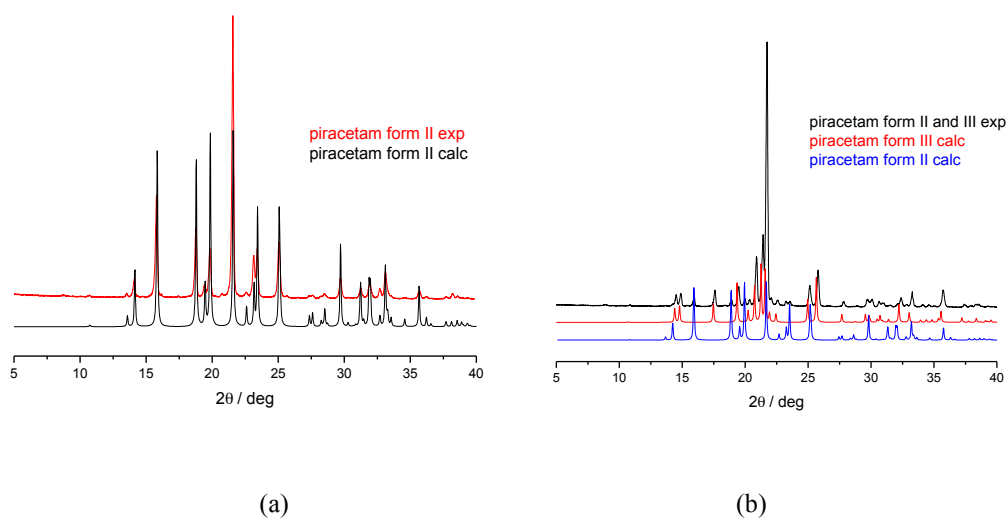 piracetam form II exp
piracetam form II calc
5 10 15 20 25 30 35 40
2θ / deg
(a)
piracetam form II and III exp
piracetam form III calc
piracetam form II calc
5 10 15 20 25 30 35 40
2θ / deg
(b)